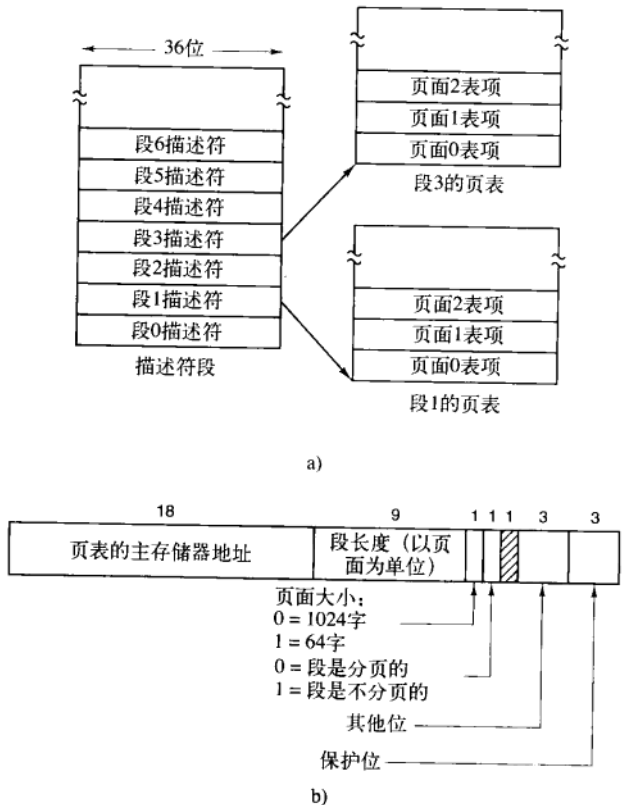 36位
段6描述符
段5描述符
段4描述符
段3描述符
段2描述符
段1描述符
段0描述符
描述符段
页面2表项
页面1表项
页面0表项
段3的页表
页面2表项
页面1表项
页面0表项
段1的页表
a)
18 9 1 1 1 3 3
页表的主存储器地址
段长度（以页
面为单位）
页面大小：
0 = 1024字
1 = 64字
0 = 段是分页的
1 = 段是不分页的
其他位
保护位
b)